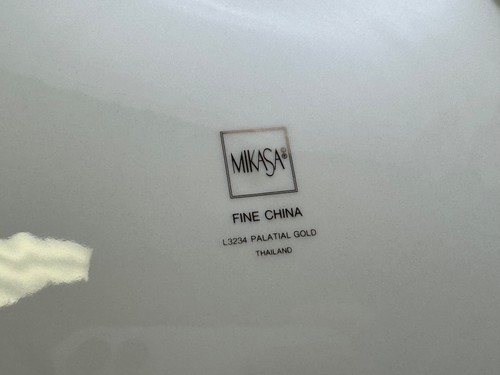 MIKASA®
FINE CHINA
L3234 PALATIAL GOLD
THAILAND